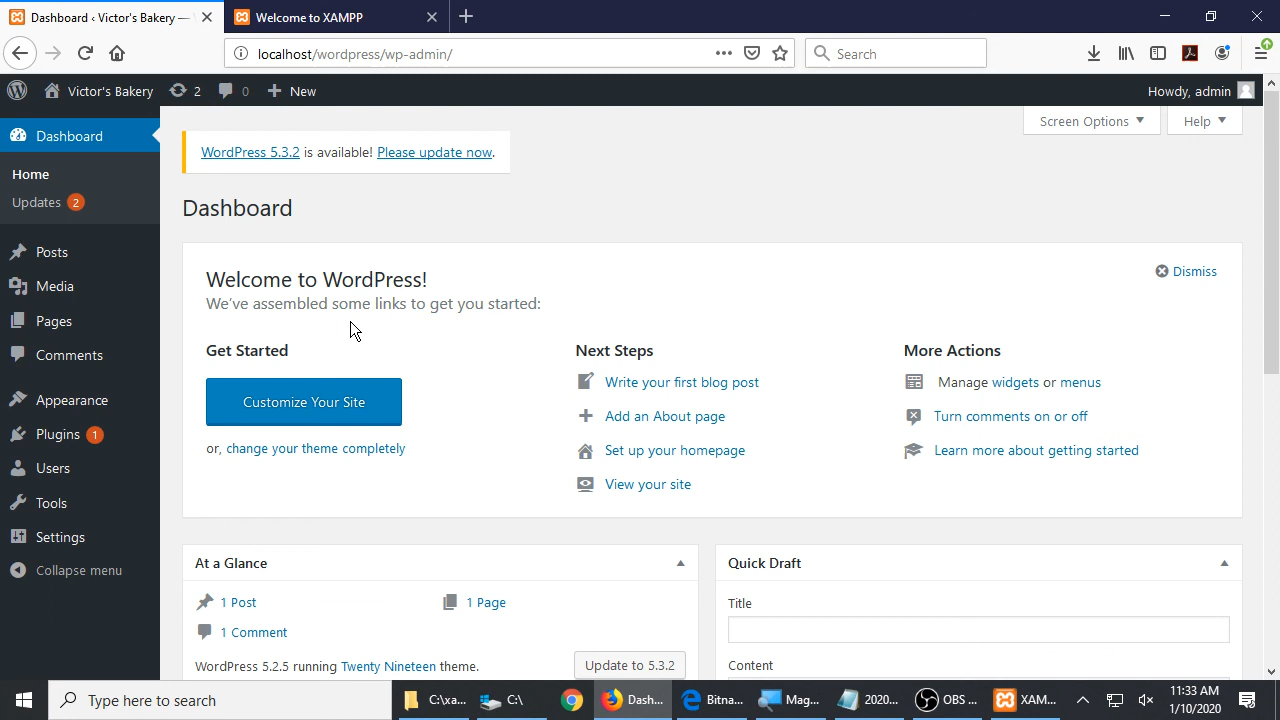 Dashboard ‹ Victor's Bakery —
Welcome to XAMPP
localhost/wordpress/wp-admin/
Search
Victor's Bakery
2
0
New
Howdy, admin
Dashboard
Home
Updates 2
Posts
Media
Pages
Comments
Appearance
Plugins 1
Users
Tools
Settings
Collapse menu
Screen Options
Help
WordPress 5.3.2 is available! Please update now.
Dashboard
Welcome to WordPress!
We've assembled some links to get you started:
Dismiss
Get Started
Customize Your Site
or, change your theme completely
Next Steps
Write your first blog post
Add an About page
Set up your homepage
View your site
More Actions
Manage widgets or menus
Turn comments on or off
Learn more about getting started
At a Glance
1 Post
1 Page
1 Comment
WordPress 5.2.5 running Twenty Nineteen theme.
Update to 5.3.2
Quick Draft
Title
Content
Type here to search
C:\xa...
C:\
Dash...
Bitna...
Mag...
2020...
OBS ...
XAM...
11:33 AM
1/10/2020